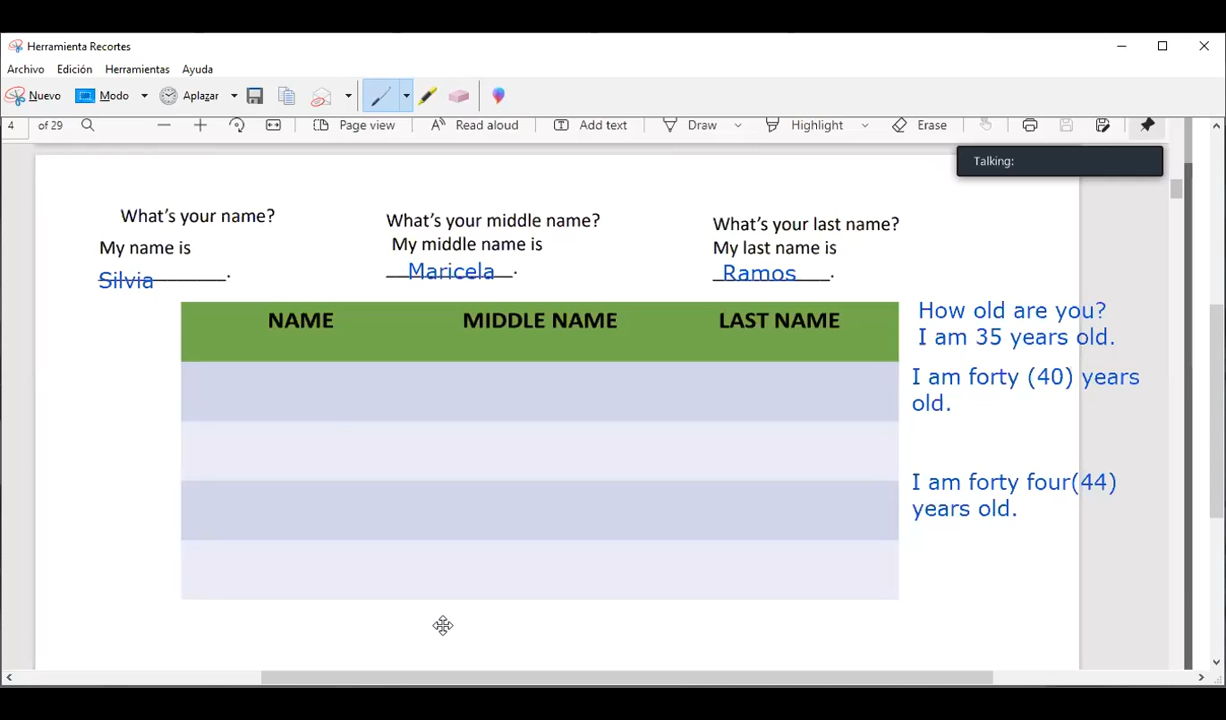 Herramienta Recortes
Archivo Edición Herramientas Ayuda
Nuevo Modo Aplazar
4 of 29 Page view Read aloud Add text Draw Highlight Erase
Talking:
What's your name?
My name is
Silvia____________.
What's your middle name?
My middle name is
Maricela.
What's your last name?
My last name is
Ramos.
NAME MIDDLE NAME LAST NAME
How old are you?
I am 35 years old.
I am forty (40) years
old.
I am forty four(44)
years old.